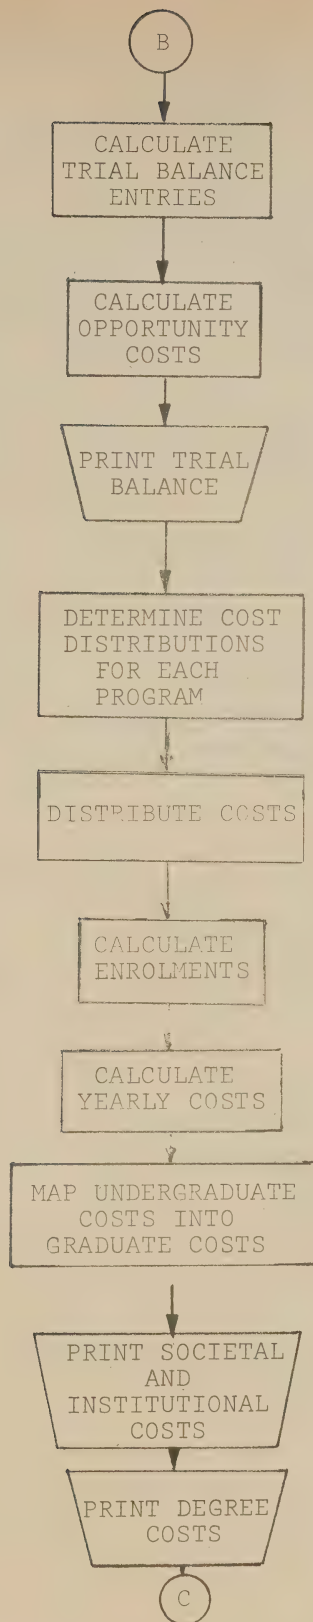 B
CALCULATE
TRIAL BALANCE
ENTRIES
CALCULATE
OPPORTUNITY
COSTS
PRINT TRIAL
BALANCE
DETERMINE COST
DISTRIBUTIONS
FOR EACH
PROGRAM
DISTRIBUTE COSTS
CALCULATE
ENROLMENTS
CALCULATE
YEARLY COSTS
MAP UNDERGRADUATE
COSTS INTO
GRADUATE COSTS
PRINT SOCIETAL
AND
INSTITUTIONAL
COSTS
PRINT DEGREE
COSTS
C